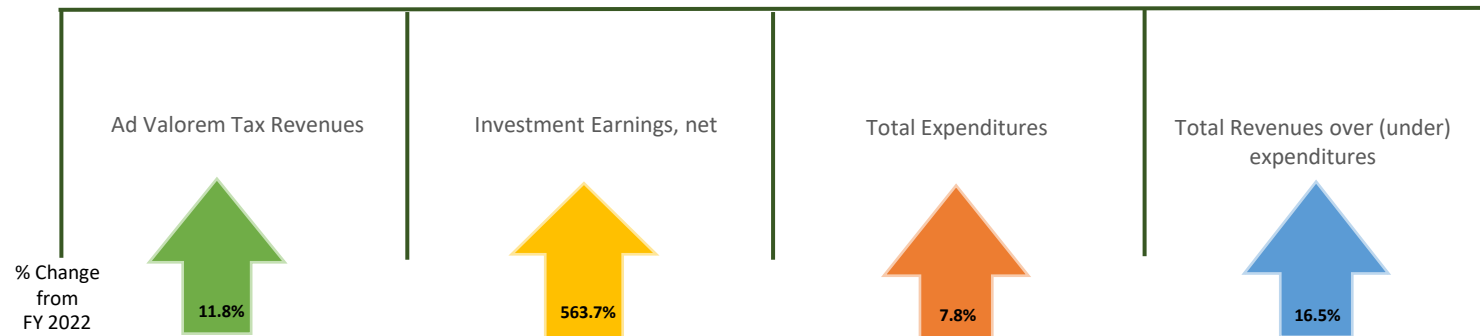 Ad Valorem Tax Revenues
Investment Earnings, net
Total Expenditures
Total Revenues over (under)
expenditures
% Change
from
FY 2022
11.8%
563.7%
7.8%
16.5%